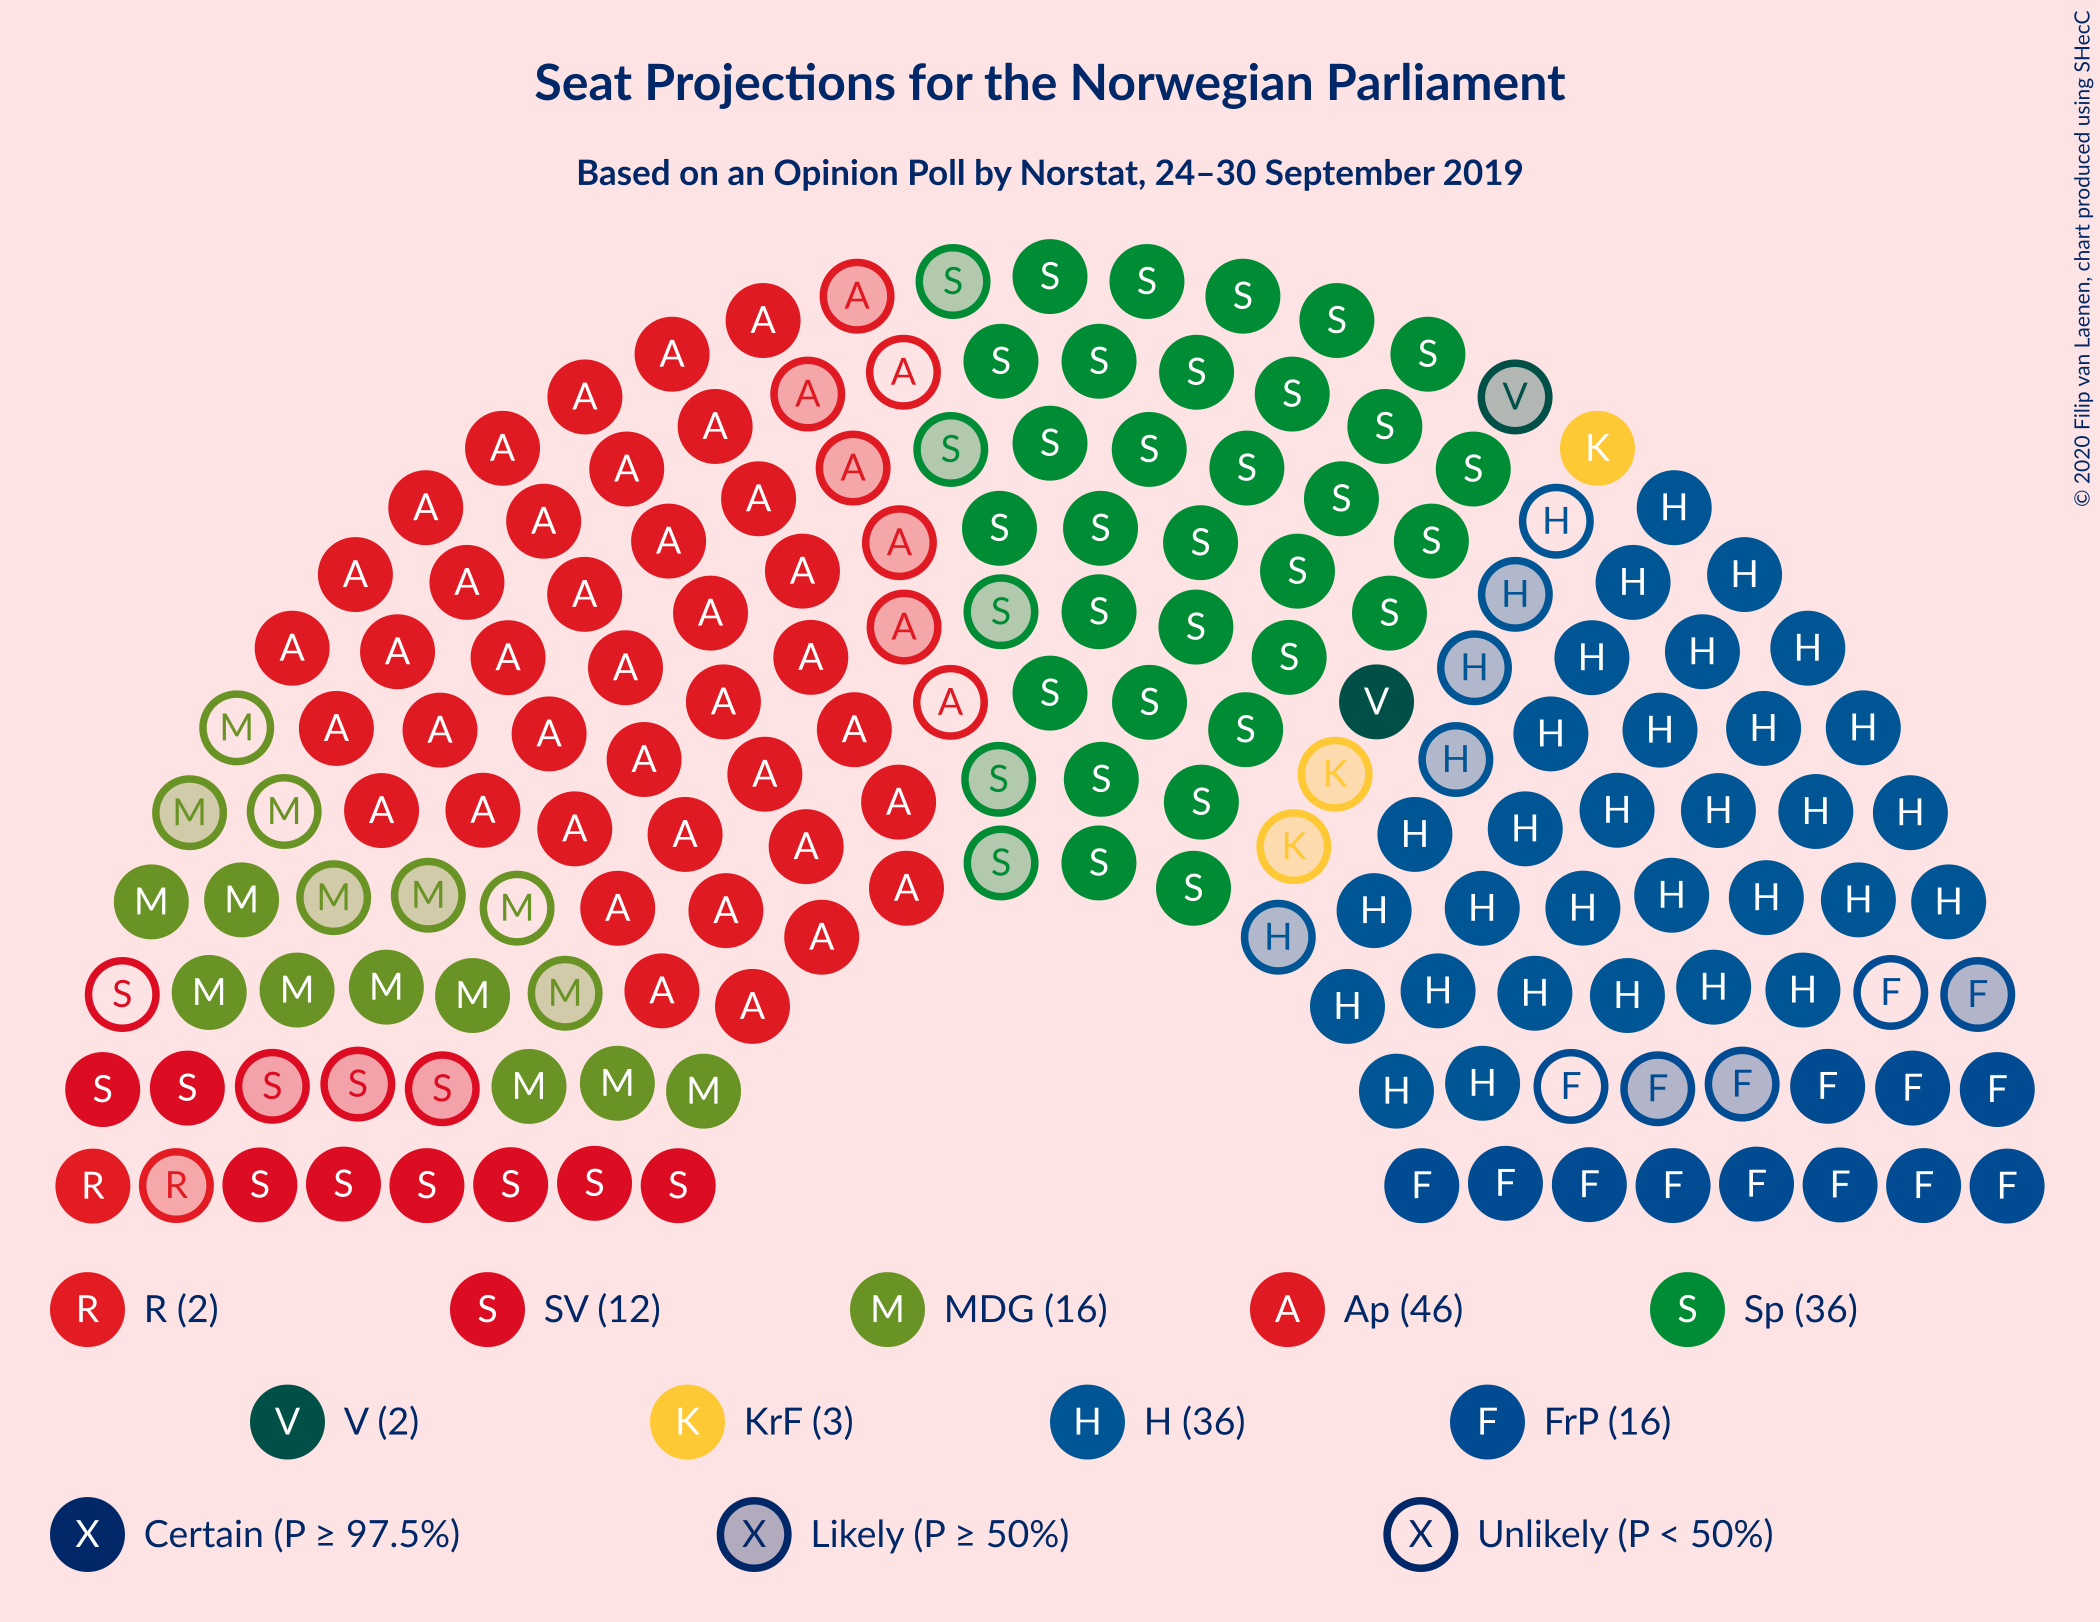 Seat Projections for the Norwegian Parliament
Based on an Opinion Poll by Norstat, 24–30 September 2019
© 2020 Filip van Laenen, chart produced using SHecC
A S S S S
A S V
A A A S S S S
A S K
A A S S S S S
A A S H H
A A A S S S S S
A A A S H H H
A A A A S S S S S
A A A S H H H H
M A A A A A A A S S S V H H H H
A K H
M M A A A A A A S S S K H H H H H H
M M M M M A A A A S S S H H H H H H H H
S M M M M M A A A H H H H H H H F F
S S S S S M M M H H F F F F F F
R R S S S S S S F F F F F F F F
R R (2) S SV (12) M MDG (16) A Ap (46) S Sp (36)
V V (2) K KrF (3) H H (36) F FrP (16)
X Certain (P ≥ 97.5%) X Likely (P ≥ 50%) X Unlikely (P < 50%)